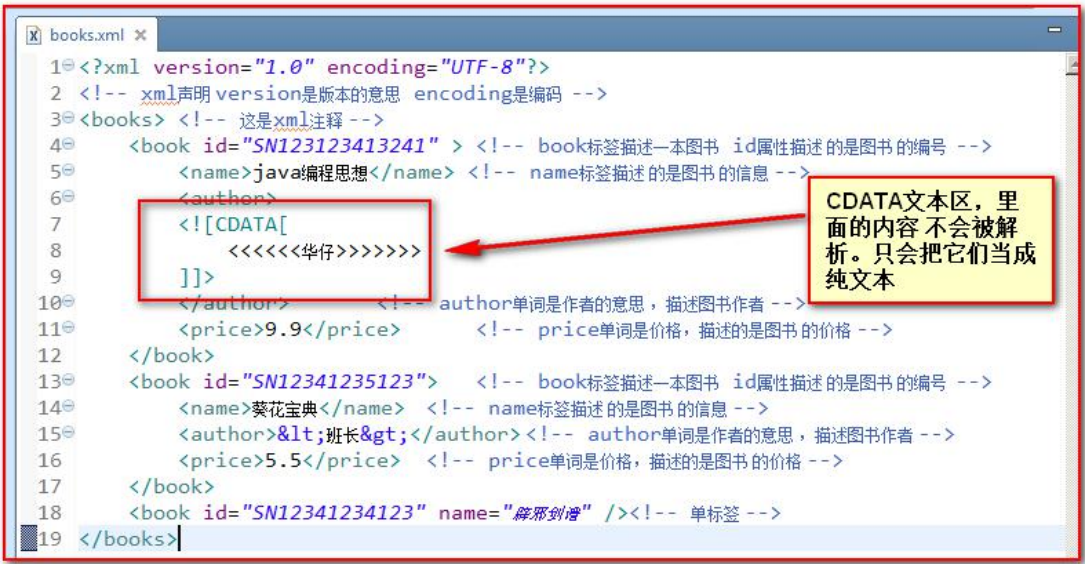 books.xml
1 <?xml version="1.0" encoding="UTF-8"?>
2 <!-- xml声明 version是版本的意思 encoding是编码 -->
3 <books> <!-- 这是xml注释 -->
4 <book id="SN123123413241" > <!-- book标签描述一本图书 id属性描述 的是图书 的编号 -->
5 <name>java编程思想</name> <!-- name标签描述 的是图书 的信息 -->
6 <author>
7 <![CDATA[
8 <<<<<<华仔>>>>>>>
9 ]]>
10 </author> <!-- author单词是作者的意思，描述图书作者 -->
11 <price>9.9</price> <!-- price单词是价格，描述的是图书 的价格 -->
12 </book>
13 <book id="SN12341235123"> <!-- book标签描述一本图书 id属性描述 的是图书 的编号 -->
14 <name>葵花宝典</name> <!-- name标签描述 的是图书 的信息 -->
15 <author>&lt;班长&gt;</author><!-- author单词是作者的意思，描述图书作者 -->
16 <price>5.5</price> <!-- price单词是价格，描述的是图书 的价格 -->
17 </book>
18 <book id="SN12341234123" name="辟邪剑谱" /><!-- 单标签 -->
19 </books>
CDATA文本区，里
面的内容 不会被解
析。只会把它们当成
纯文本